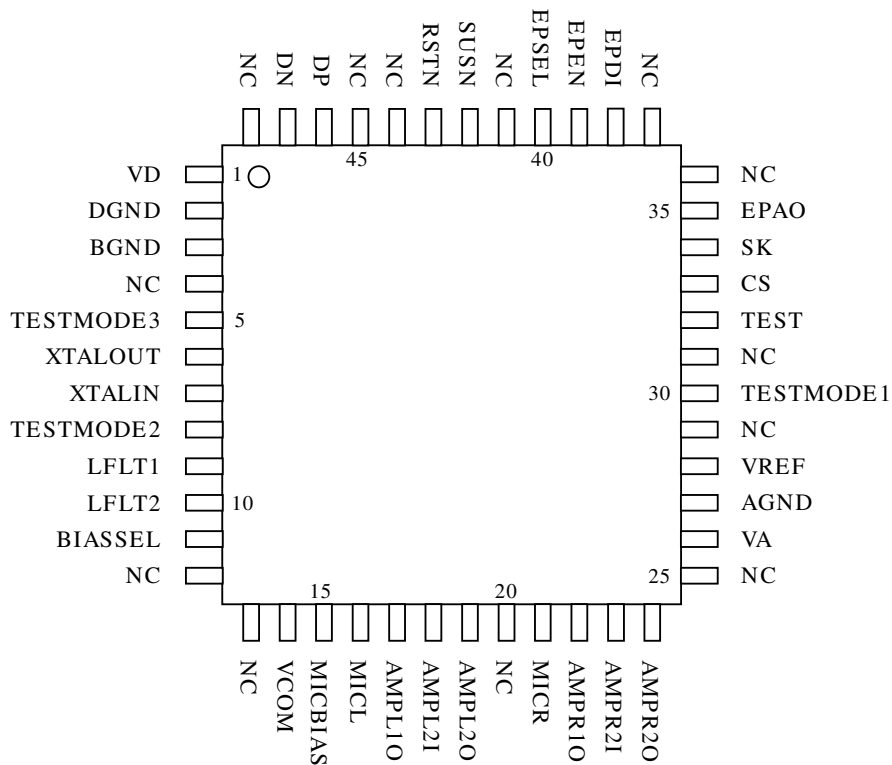 NC
DN
DP
NC
NC
RSTN
SUSN
NC
EPSEL
EPEN
EPDI
NC
45
40
VD
1
NC
DGND
35
EPAO
BGND
SK
NC
CS
TESTMODE3
5
TEST
XTALOUT
NC
XTALIN
30
TESTMODE1
TESTMODE2
NC
LFLT1
VREF
LFLT2
10
AGND
BIASSEL
VA
NC
25
NC
15
20
NC
VCOM
MICBIAS
MICL
AMPL1O
AMPL2I
AMPL2O
NC
MICR
AMPR1O
AMPR2I
AMPR2O